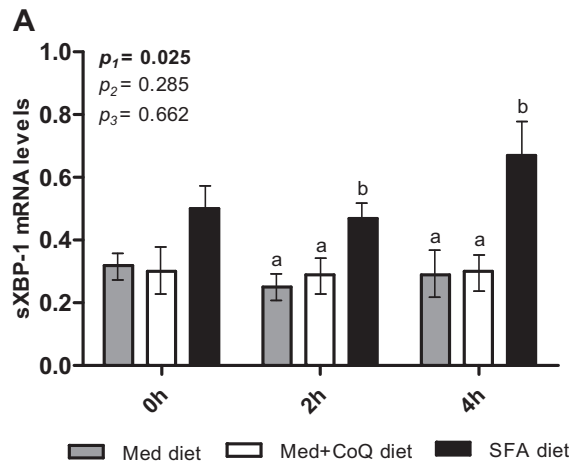 A
p₁= 0.025
p₂= 0.285
p₃= 0.662
sXBP-1 mRNA levels
1.0
0.8
0.6
0.4
0.2
0.0
a a b
a a b
0h 2h 4h
Med diet Med+CoQ diet SFA diet